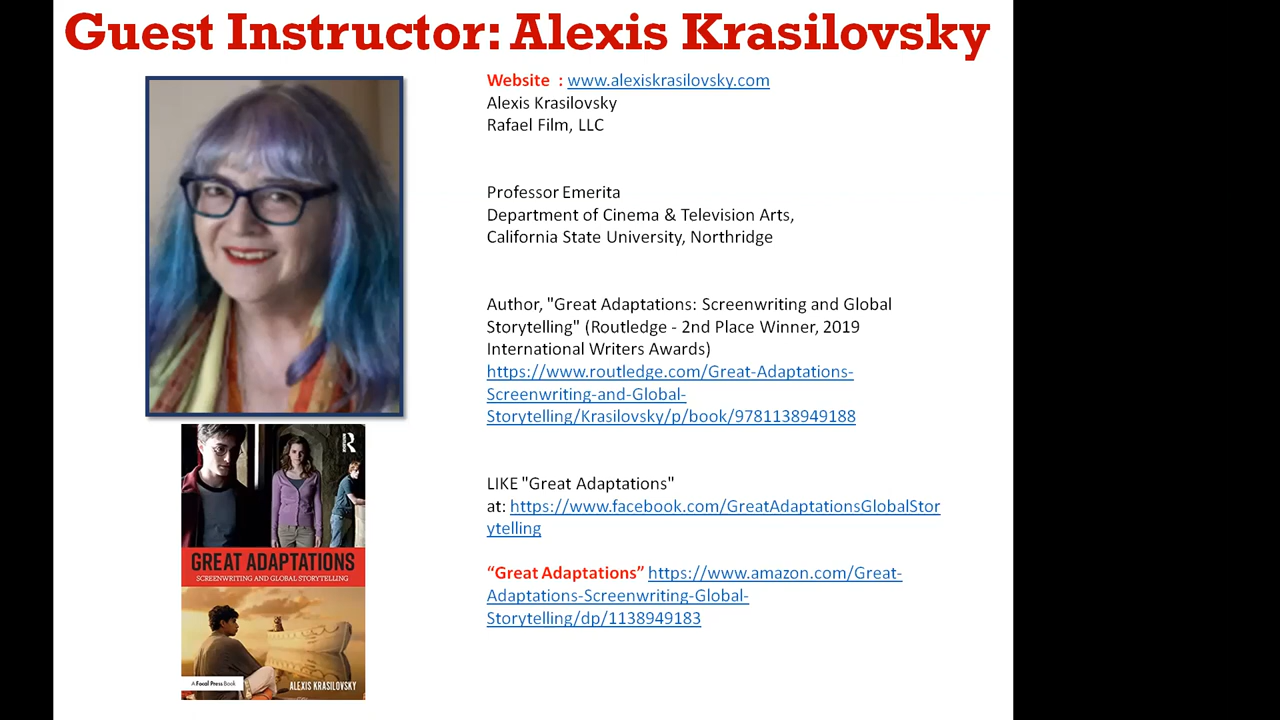 Guest Instructor: Alexis Krasilovsky
Website : www.alexiskrasilovsky.com
Alexis Krasilovsky
Rafael Film, LLC
Professor Emerita
Department of Cinema & Television Arts,
California State University, Northridge
Author, "Great Adaptations: Screenwriting and Global
Storytelling" (Routledge - 2nd Place Winner, 2019
International Writers Awards)
https://www.routledge.com/Great-Adaptations-
Screenwriting-and-Global-
Storytelling/Krasilovsky/p/book/9781138949188
LIKE "Great Adaptations"
at: https://www.facebook.com/GreatAdaptationsGlobalStor
ytelling
“Great Adaptations” https://www.amazon.com/Great-
Adaptations-Screenwriting-Global-
Storytelling/dp/1138949183
R
GREAT ADAPTATIONS
SCREENWRITING AND GLOBAL STORYTELLING
A Focal Press Book
ALEXIS KRASILOVSKY